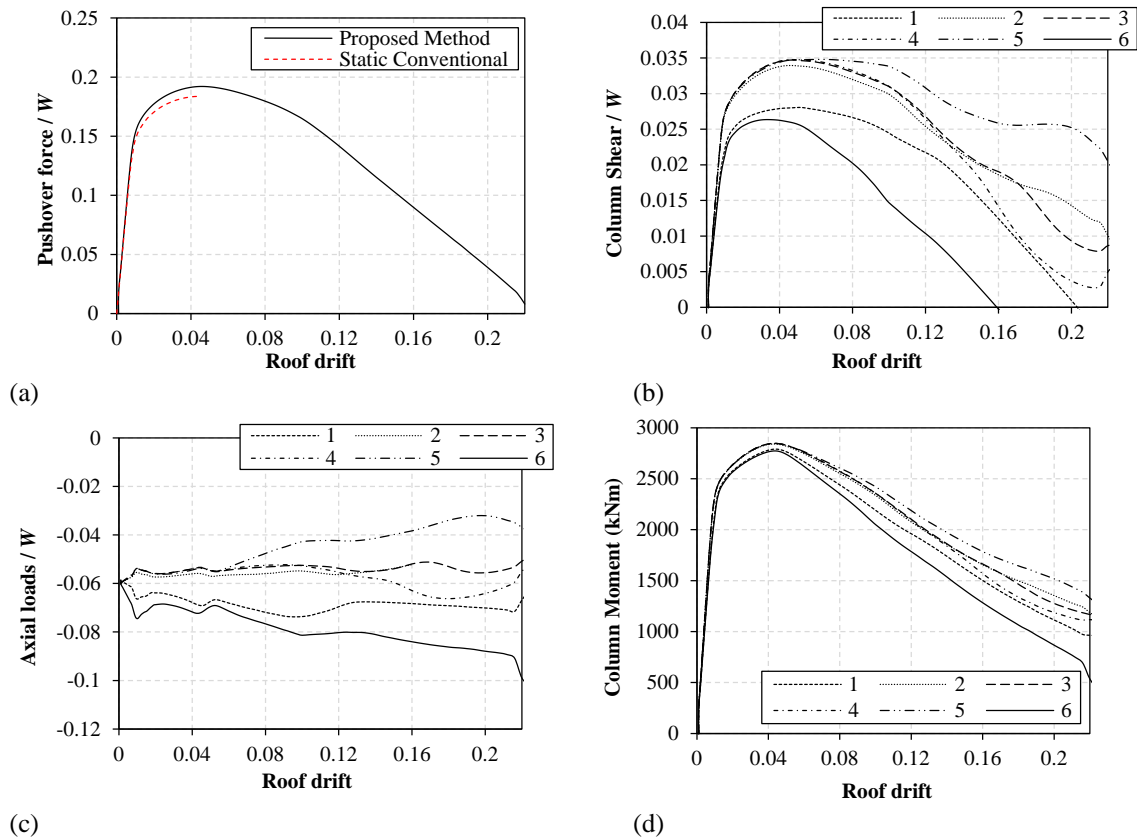 0.25
0.2
0.15
0.1
0.05
0
Pushover force / W
Proposed Method
Static Conventional
0 0.04 0.08 0.12 0.16 0.2
Roof drift
(a)
0.04
0.035
0.03
0.025
0.02
0.015
0.01
0.005
0
Column Shear / W
1 2 3
4 5 6
0 0.04 0.08 0.12 0.16 0.2
Roof drift
(b)
0
-0.02
-0.04
-0.06
-0.08
-0.1
-0.12
Axial loads / W
1 2 3
4 5 6
0 0.04 0.08 0.12 0.16 0.2
Roof drift
(c)
3000
2500
2000
1500
1000
500
0
Column Moment (kNm)
1 2 3
4 5 6
0 0.04 0.08 0.12 0.16 0.2
Roof drift
(d)